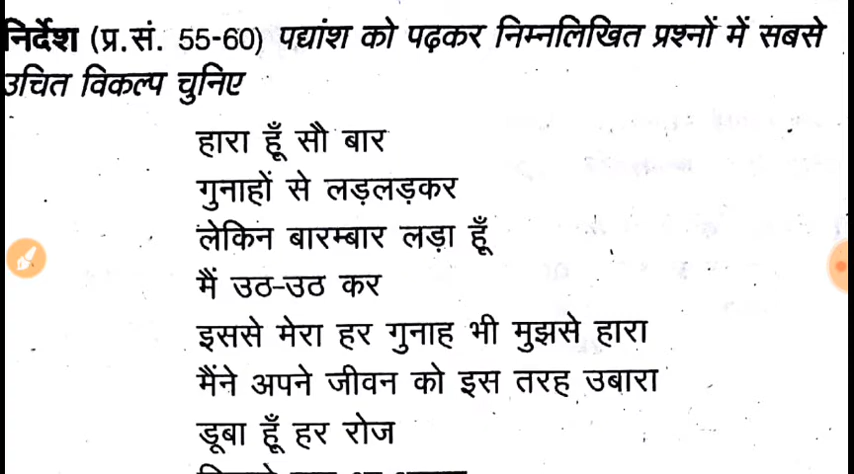 निर्देश (प्र.सं. 55-60) पद्यांश को पढ़कर निम्नलिखित प्रश्नों में सबसे
उचित विकल्प चुनिए
हारा हूँ सौ बार
गुनाहों से लड़लड़कर
लेकिन बारम्बार लड़ा हूँ
मैं उठ-उठ कर
इससे मेरा हर गुनाह भी मुझसे हारा
मैंने अपने जीवन को इस तरह उबारा
डूबा हूँ हर रोज